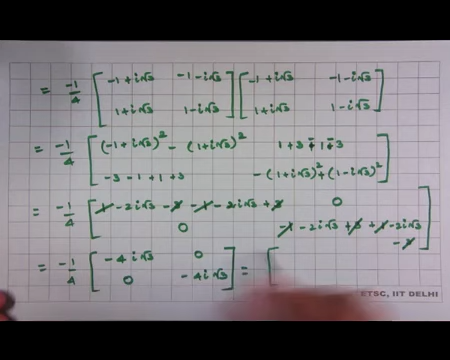 = -1/4 [ -1+i√3 -1-i√3 ] [ -1+i√3 -1-i√3 ]
1+i√3 1-i√3 1+i√3 1-i√3
= -1/4 [ (-1+i√3)² - (1+i√3)² 1+3 1 3 ]
-3-1+1+3 -(1+i√3)²+(1-i√3)²
= -1/4 [ 1 -2i√3 -3 -1 -2i√3 +3 0 ]
0 -1 -2i√3 +3 +1 -2i√3
-3
= -1/4 [ -4i√3 0 ] = [
0 -4i√3
ETSC, IIT DELHI